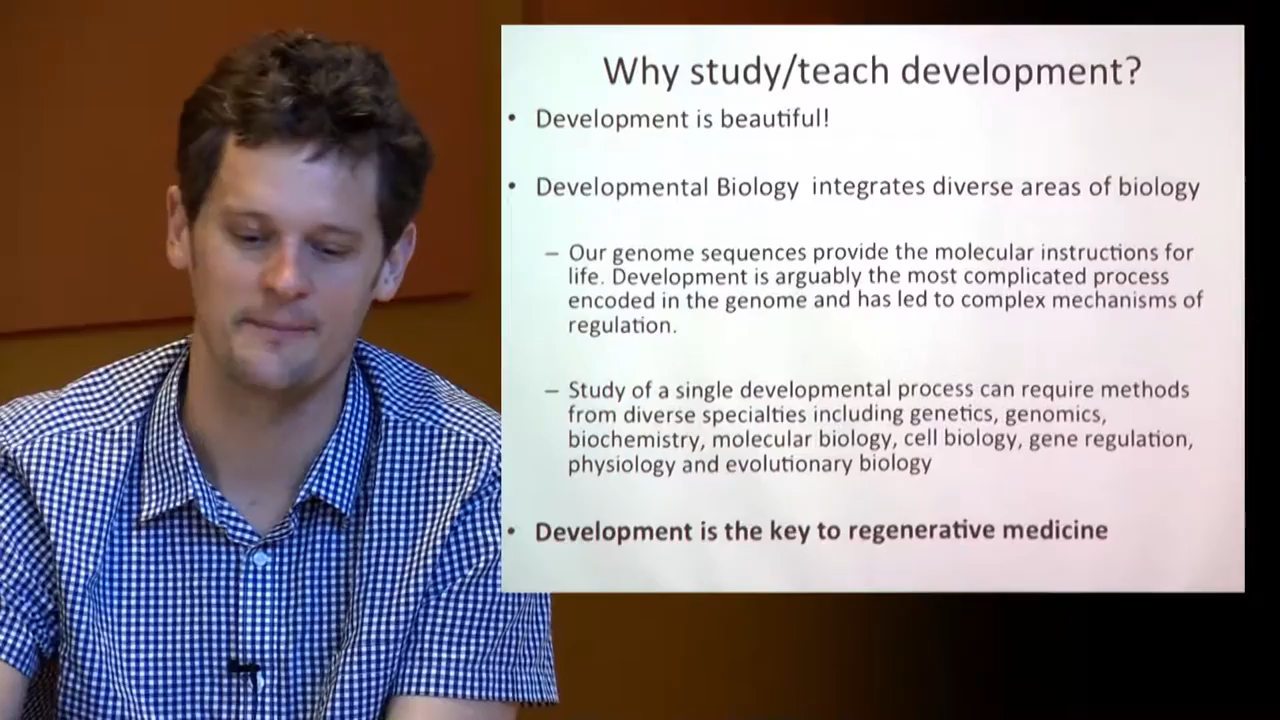 Why study/teach development?
• Development is beautiful!
• Developmental Biology integrates diverse areas of biology
– Our genome sequences provide the molecular instructions for
life. Development is arguably the most complicated process
encoded in the genome and has led to complex mechanisms of
regulation.
– Study of a single developmental process can require methods
from diverse specialties including genetics, genomics,
biochemistry, molecular biology, cell biology, gene regulation,
physiology and evolutionary biology
• Development is the key to regenerative medicine